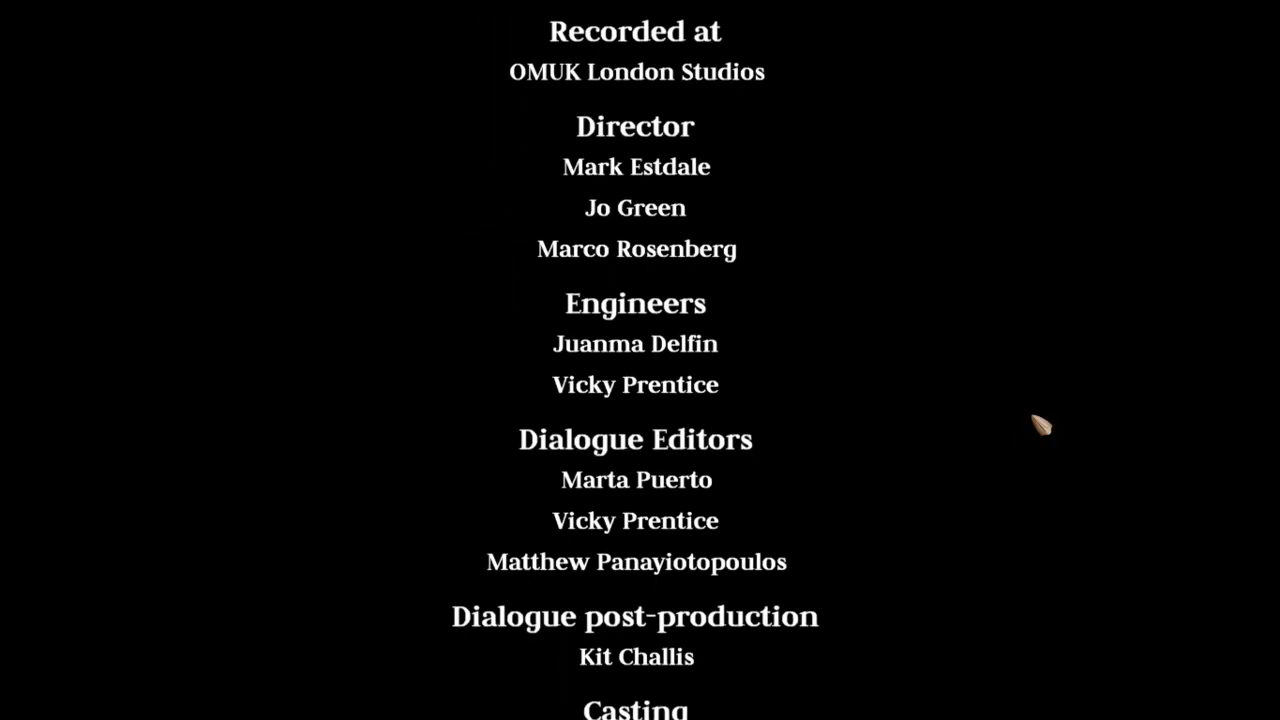 Recorded at
OMUK London Studios
Director
Mark Estdale
Jo Green
Marco Rosenberg
Engineers
Juanma Delfin
Vicky Prentice
Dialogue Editors
Marta Puerto
Vicky Prentice
Matthew Panayiotopoulos
Dialogue post-production
Kit Challis
Casting